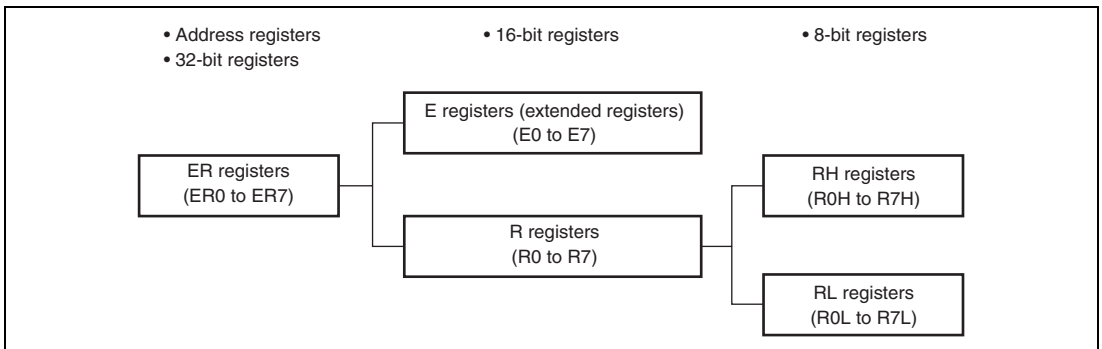 • Address registers
• 32-bit registers
• 16-bit registers
• 8-bit registers
E registers (extended registers)
(E0 to E7)
ER registers
(ER0 to ER7)
RH registers
(R0H to R7H)
R registers
(R0 to R7)
RL registers
(R0L to R7L)